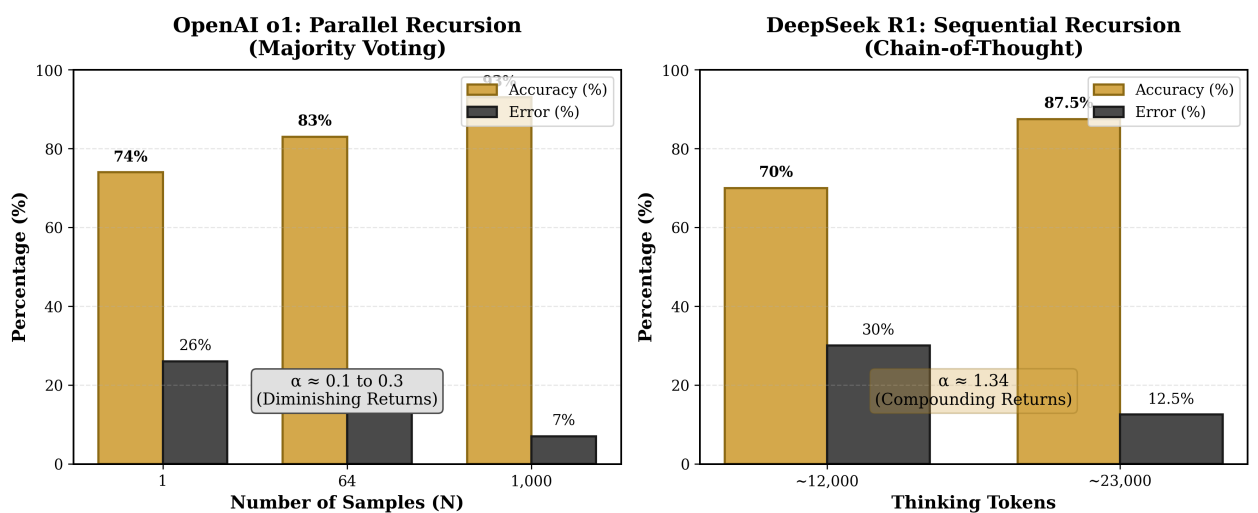 OpenAI o1: Parallel Recursion
(Majority Voting)
Percentage (%)
100
80
60
40
20
0
74%
26%
83%
93%
7%
Accuracy (%)
Error (%)
α ≈ 0.1 to 0.3
(Diminishing Returns)
1
64
1,000
Number of Samples (N)
DeepSeek R1: Sequential Recursion
(Chain-of-Thought)
Percentage (%)
100
80
60
40
20
0
70%
30%
87.5%
12.5%
Accuracy (%)
Error (%)
α ≈ 1.34
(Compounding Returns)
~12,000
~23,000
Thinking Tokens